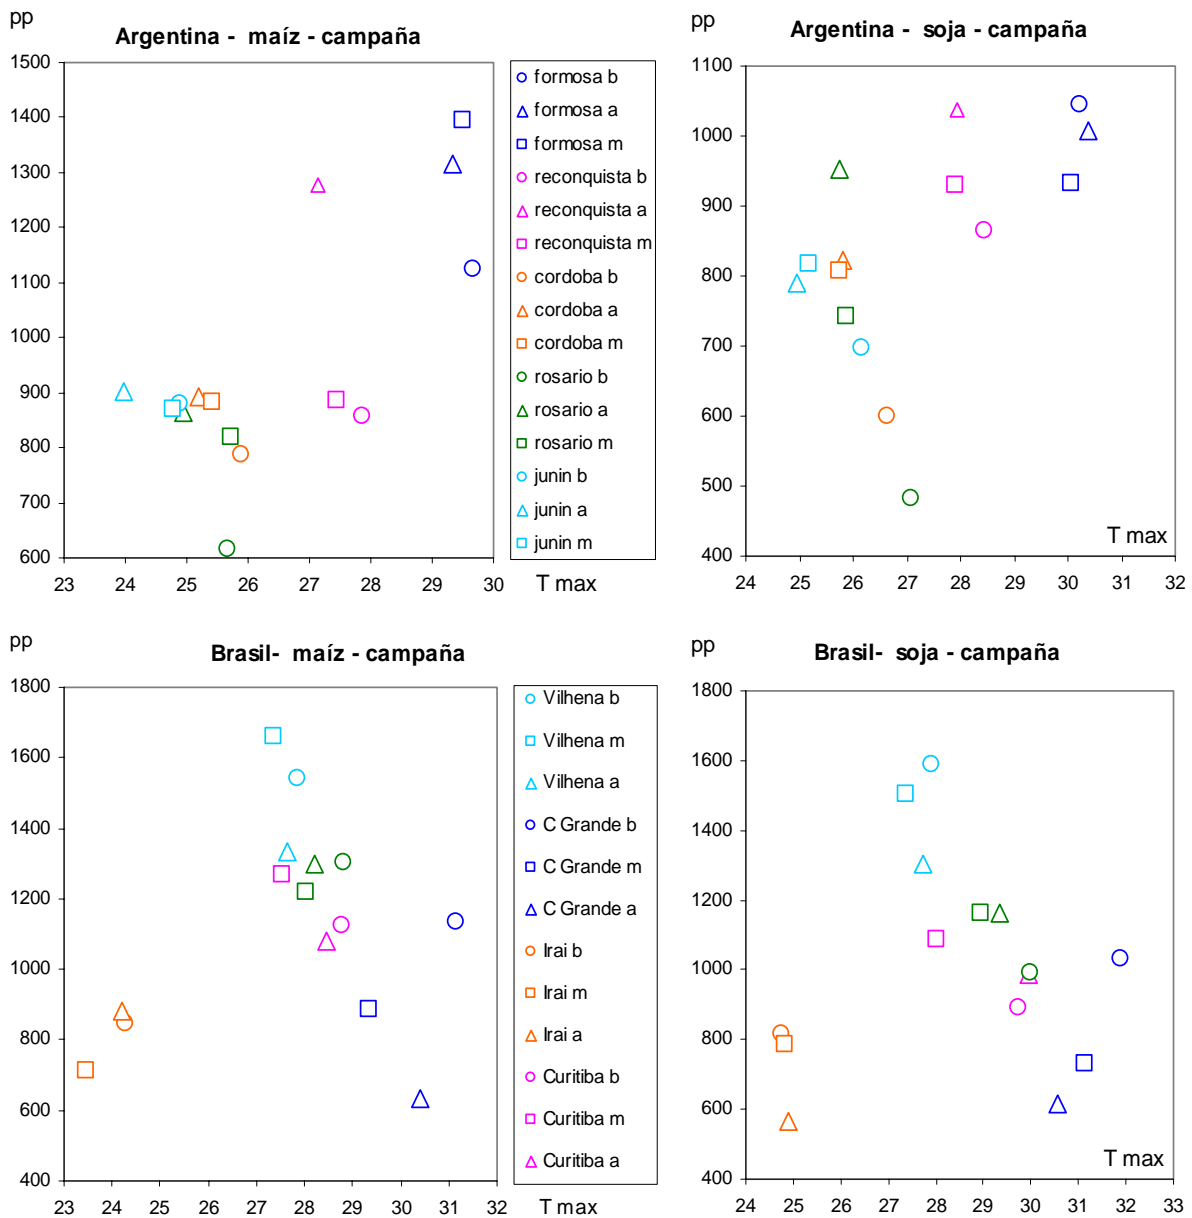 pp
Argentina - maíz - campaña
1500
1400
1300
1200
1100
1000
900
800
700
600
23 24 25 26 27 28 29 30
T max
formosa b
formosa a
formosa m
reconquista b
reconquista a
reconquista m
cordoba b
cordoba a
cordoba m
rosario b
rosario a
rosario m
junin b
junin a
junin m
pp
Argentina - soja - campaña
1100
1000
900
800
700
600
500
400
T max
24 25 26 27 28 29 30 31 32
pp
Brasil- maíz - campaña
1800
1600
1400
1200
1000
800
600
400
23 24 25 26 27 28 29 30 31 32
T max
Vilhena b
Vilhena m
Vilhena a
C Grande b
C Grande m
C Grande a
Irai b
Irai m
Irai a
Curitiba b
Curitiba m
Curitiba a
pp
Brasil- soja - campaña
1800
1600
1400
1200
1000
800
600
400
T max
24 25 26 27 28 29 30 31 32 33